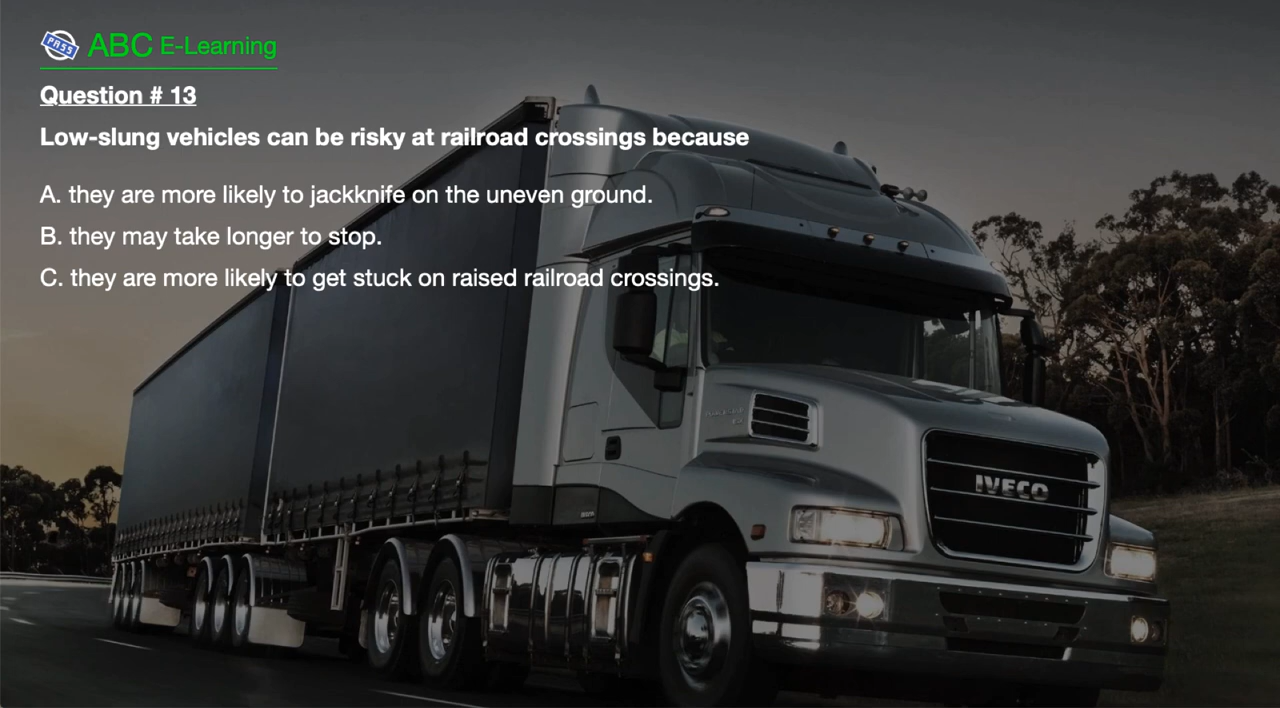 PASS ABC E-Learning
Question # 13
Low-slung vehicles can be risky at railroad crossings because
A. they are more likely to jackknife on the uneven ground.
B. they may take longer to stop.
C. they are more likely to get stuck on raised railroad crossings.
IVECO